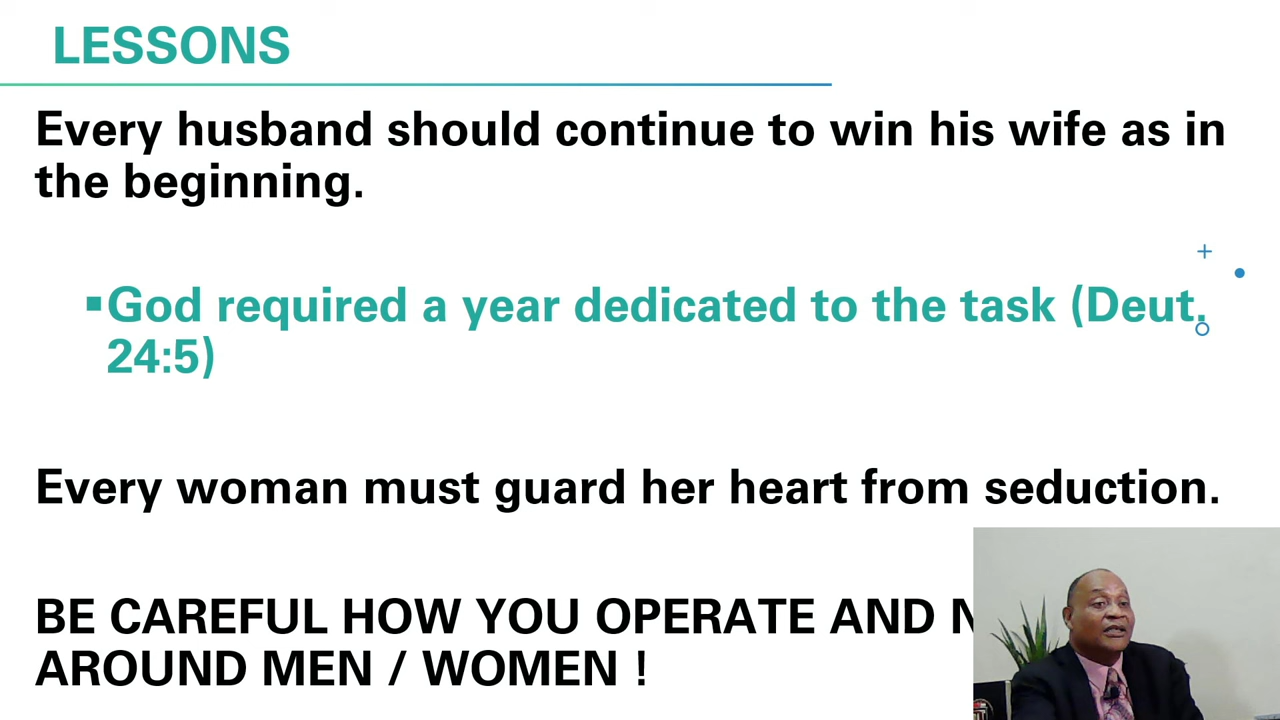 LESSONS
Every husband should continue to win his wife as in
the beginning.
▪God required a year dedicated to the task (Deut.
24:5)
Every woman must guard her heart from seduction.
BE CAREFUL HOW YOU OPERATE AND
AROUND MEN / WOMEN !